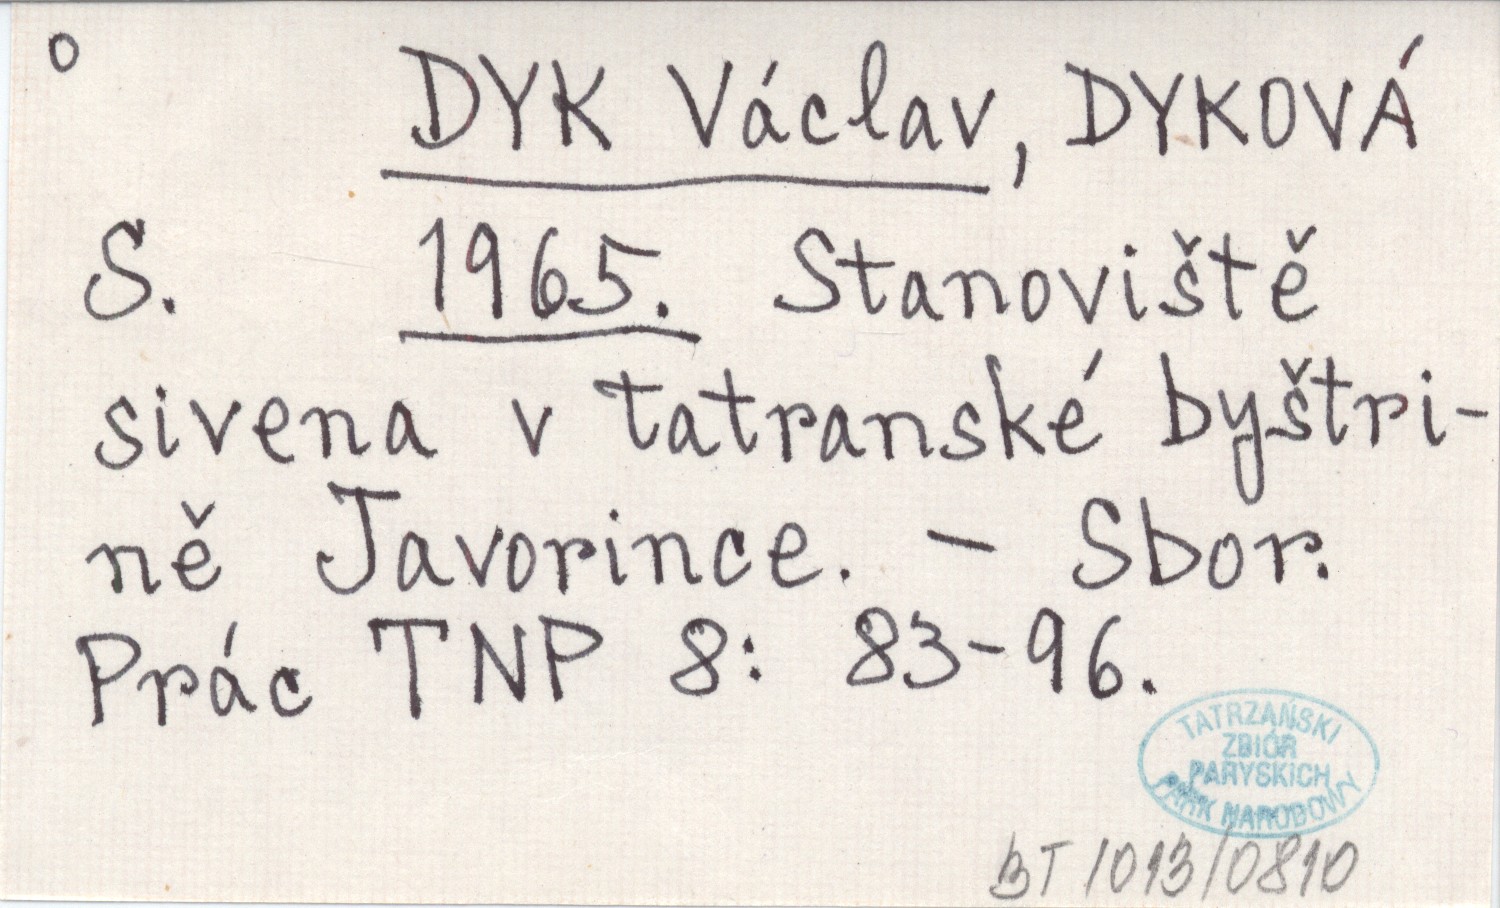 o DYK Václav, DYKOVÁ
S. 1965. Stanoviště
sivena v tatranské byštri-
ně Javorince. - Sbor.
Prác TNP 8: 83-96.
TATRZAŃSKI
ZBIÓR
PARYSKICH
PARK NARODOWY
BT/013/0810